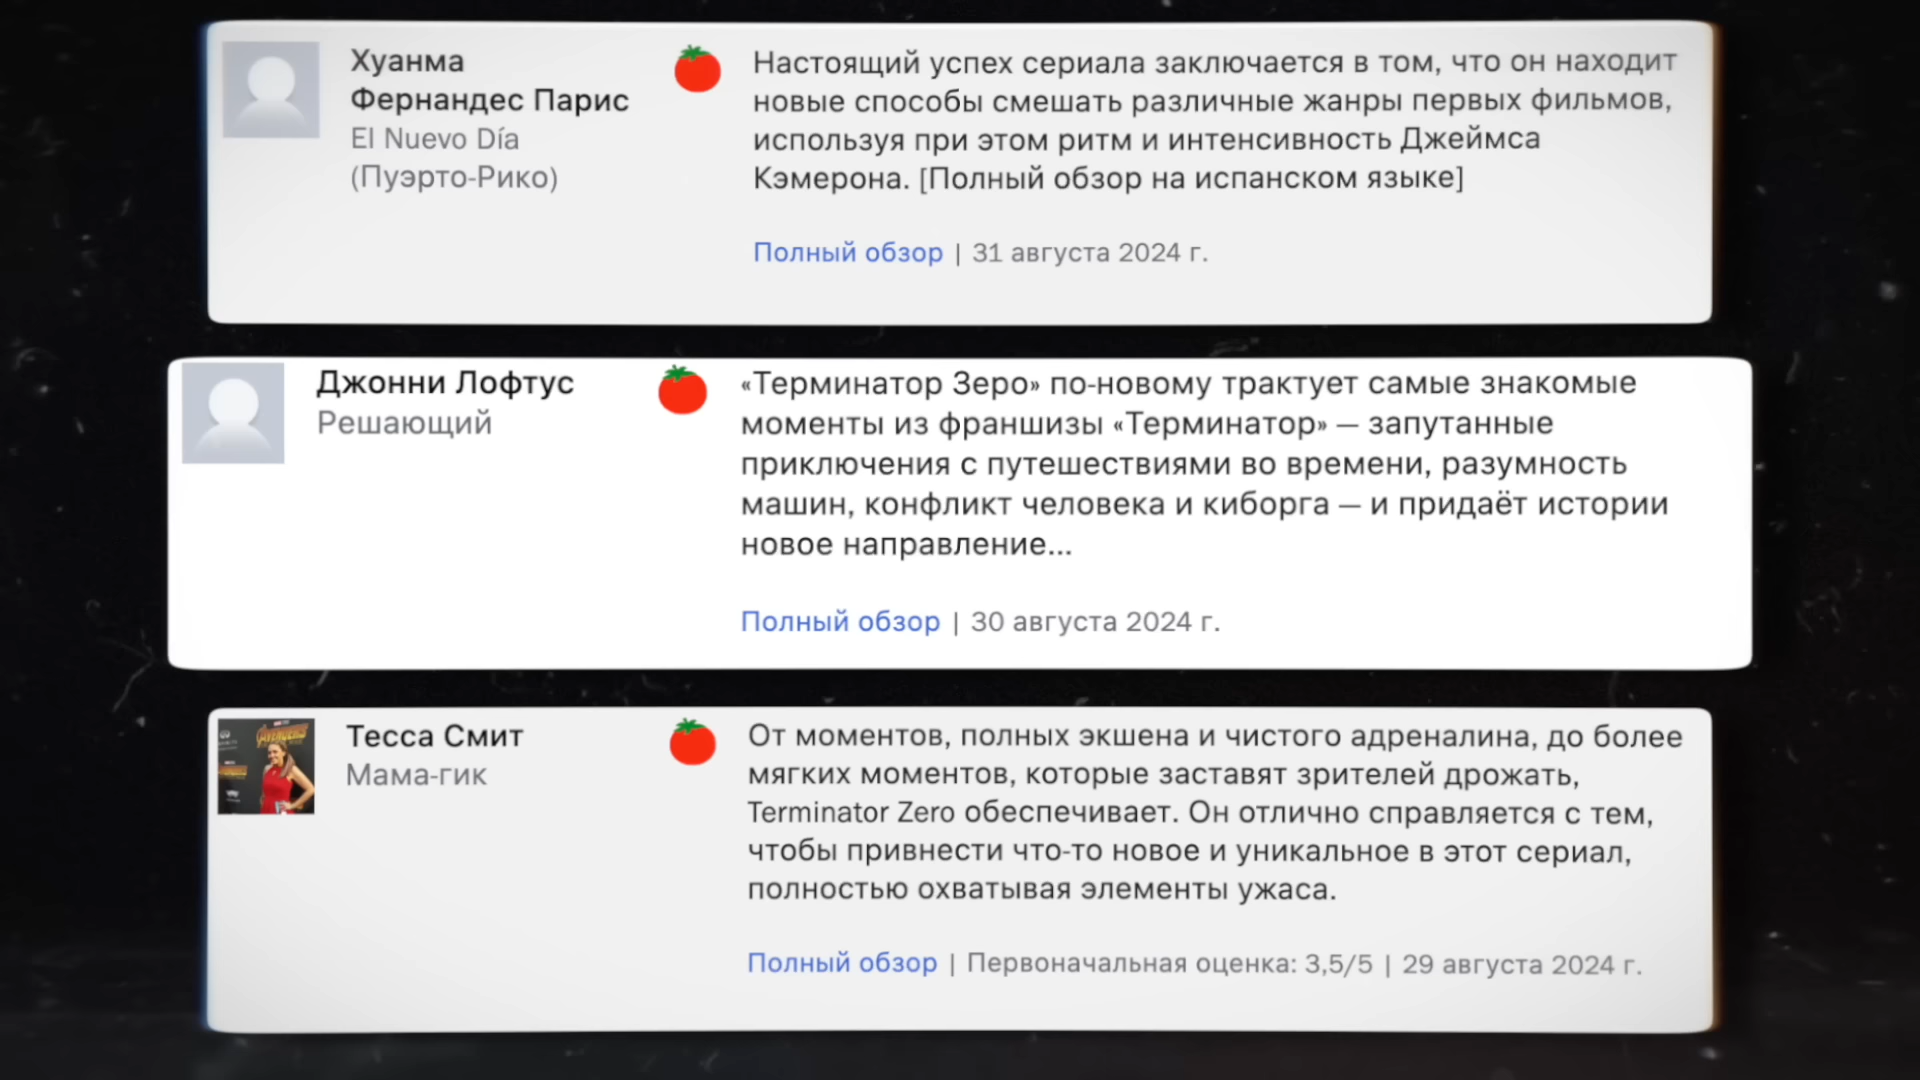 Хуанма
Фернандес Парис
El Nuevo Día
(Пуэрто-Рико)
Настоящий успех сериала заключается в том, что он находит
новые способы смешать различные жанры первых фильмов,
используя при этом ритм и интенсивность Джеймса
Кэмерона. [Полный обзор на испанском языке]
Полный обзор | 31 августа 2024 г.
Джонни Лофтус
Решающий
«Терминатор Зеро» по-новому трактует самые знакомые
моменты из франшизы «Терминатор» — запутанные
приключения с путешествиями во времени, разумность
машин, конфликт человека и киборга — и придаёт истории
новое направление...
Полный обзор | 30 августа 2024 г.
AVENGERS
Тесса Смит
Мама-гик
От моментов, полных экшена и чистого адреналина, до более
мягких моментов, которые заставят зрителей дрожать,
Terminator Zero обеспечивает. Он отлично справляется с тем,
чтобы привнести что-то новое и уникальное в этот сериал,
полностью охватывая элементы ужаса.
Полный обзор | Первоначальная оценка: 3,5/5 | 29 августа 2024 г.